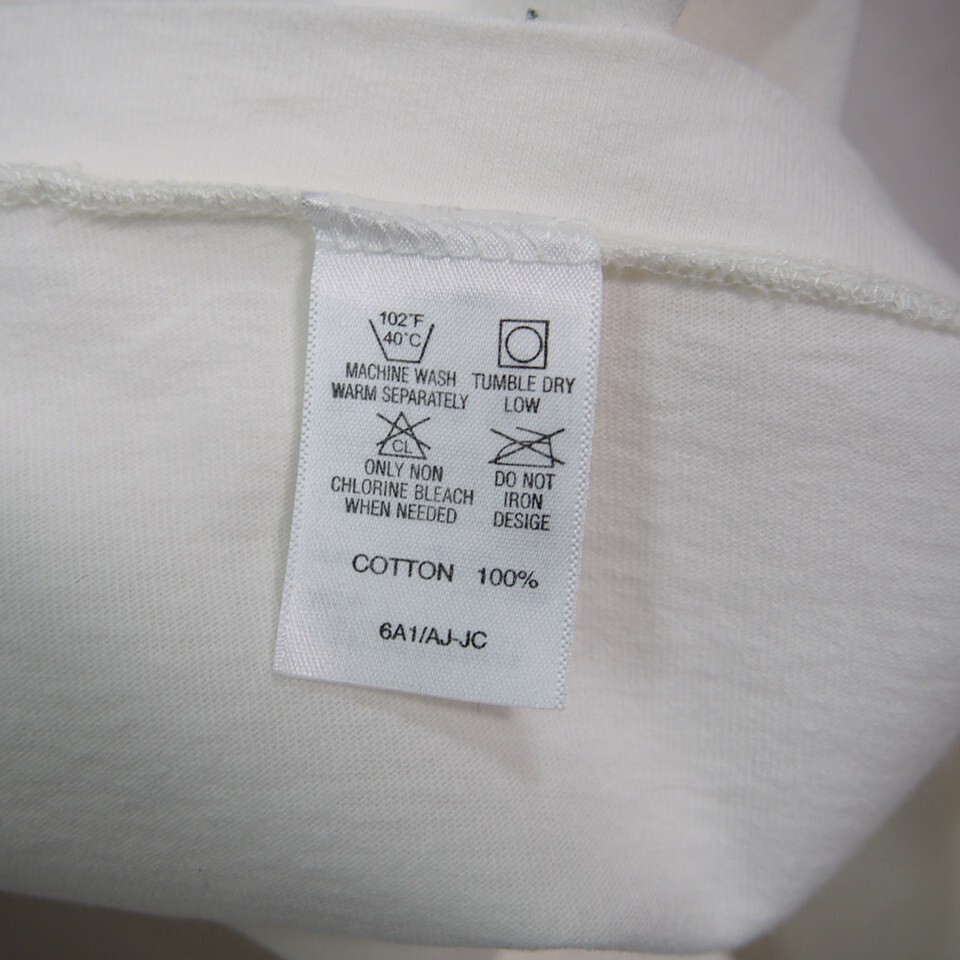 102°F
40°C
MACHINE WASH
WARM SEPARATELY
TUMBLE DRY
LOW
CL
ONLY NON
CHLORINE BLEACH
WHEN NEEDED
DO NOT
IRON
DESIGE
COTTON 100%
6A1/AJ-JC